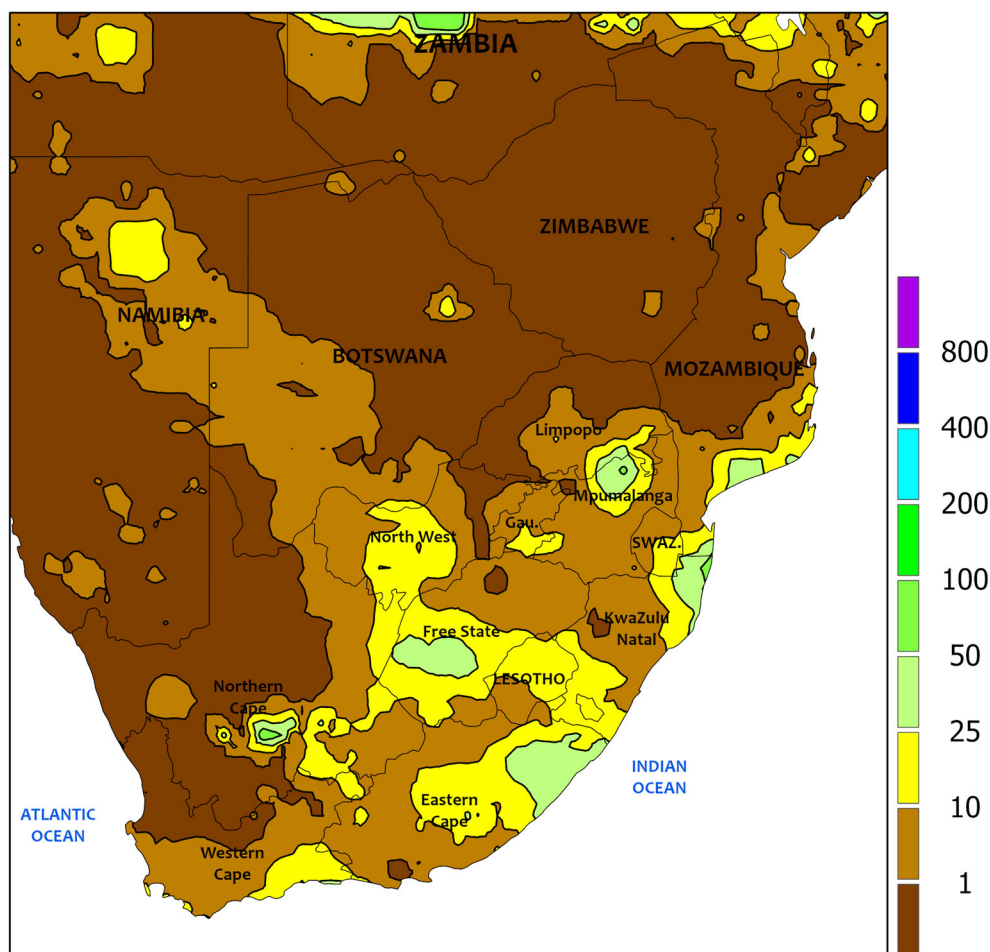 ZAMBIA
ZIMBABWE
NAMIBIA
BOTSWANA
MOZAMBIQUE
Limpopo
Mpumalanga
Gau.
North West
SWAZ.
KwaZulu
Natal
Free State
LESOTHO
Northern
Cape
Eastern
Cape
Western
Cape
INDIAN
OCEAN
ATLANTIC
OCEAN
800
400
200
100
50
25
10
1